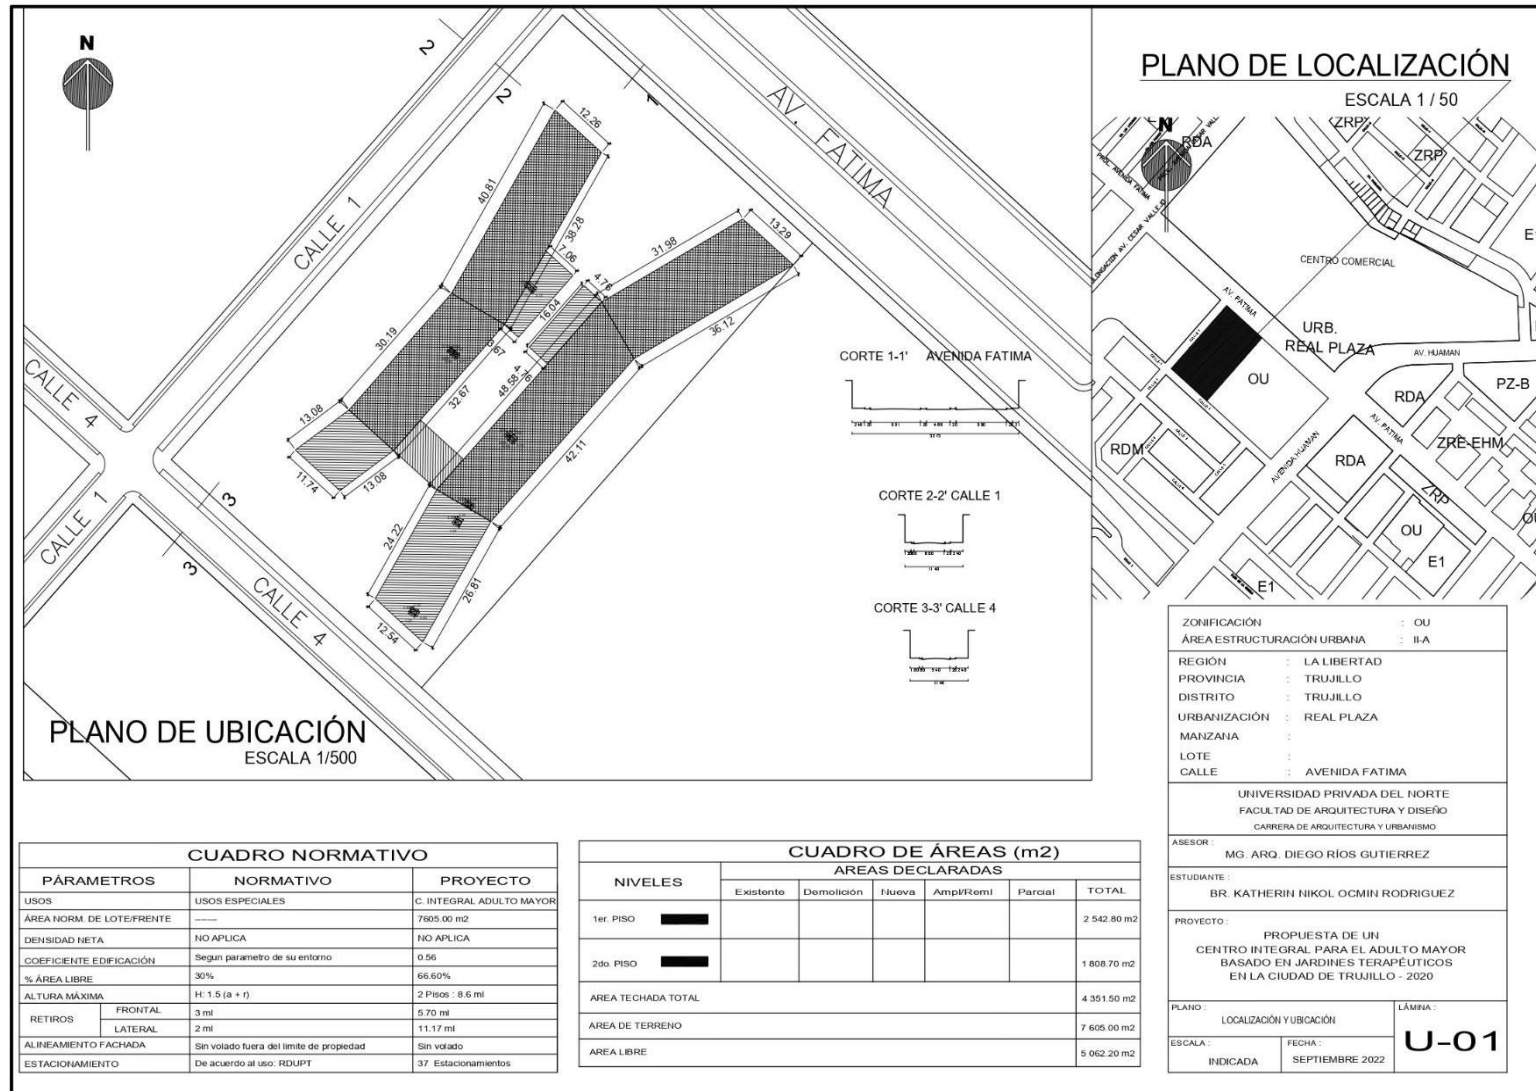 N
2
2
1
AV. FATIMA
CALLE 1
12.26
40.81
38.28
7.06
4.76
31.98
13.29
16.04
36.12
30.19
3.67
4.76
48.58
32.67
42.11
13.08
11.74
13.08
24.22
26.81
12.54
CALLE 4
CALLE 1
3
3
CALLE 4
CORTE 1-1' AVENIDA FATIMA
CORTE 2-2' CALLE 1
CORTE 3-3' CALLE 4
PLANO DE UBICACIÓN
ESCALA 1/500
PLANO DE LOCALIZACIÓN
ESCALA 1 / 50
N
RDA
ZRP
ZRP
CENTRO COMERCIAL
AV. FATIMA
URB.
REAL PLAZA
AV. HUAMAN
OU
RDA
PZ-B
AV. FATIMA
ZRE-EHM
RDM
AVENIDA HUAMAN
RDA
ZRP
OU
E1
E1
ZONIFICACIÓN : OU
ÁREA ESTRUCTURACIÓN URBANA : II-A
REGIÓN : LA LIBERTAD
PROVINCIA : TRUJILLO
DISTRITO : TRUJILLO
URBANIZACIÓN : REAL PLAZA
MANZANA :
LOTE :
CALLE : AVENIDA FATIMA
UNIVERSIDAD PRIVADA DEL NORTE
FACULTAD DE ARQUITECTURA Y DISEÑO
CARRERA DE ARQUITECTURA Y URBANISMO
ASESOR :
MG. ARQ. DIEGO RÍOS GUTIERREZ
ESTUDIANTE :
BR. KATHERIN NIKOL OCMIN RODRIGUEZ
PROYECTO :
PROPUESTA DE UN
CENTRO INTEGRAL PARA EL ADULTO MAYOR
BASADO EN JARDINES TERAPÉUTICOS
EN LA CIUDAD DE TRUJILLO - 2020
PLANO :
LOCALIZACIÓN Y UBICACIÓN
LÁMINA :
U-01
ESCALA :
INDICADA
FECHA :
SEPTIEMBRE 2022
CUADRO NORMATIVO
PÁRAMETROS NORMATIVO PROYECTO
USOS USOS ESPECIALES C. INTEGRAL ADULTO MAYOR
ÁREA NORM. DE LOTE/FRENTE ------- 7605.00 m2
DENSIDAD NETA NO APLICA NO APLICA
COEFICIENTE EDIFICACIÓN Segun parametro de su entorno 0.56
% ÁREA LIBRE 30% 66.60%
ALTURA MÁXIMA H: 1.5 (a + r) 2 Pisos : 8.6 ml
RETIROS FRONTAL 3 ml 5.70 ml
LATERAL 2 ml 11.17 ml
ALINEAMIENTO FACHADA Sin volado fuera del limite de propiedad Sin volado
ESTACIONAMIENTO De acuerdo al uso: RDUPT 37 Estacionamientos
CUADRO DE ÁREAS (m2)
NIVELES AREAS DECLARADAS
Existente Demolición Nueva Ampl/Reml Parcial TOTAL
1er. PISO 2 542.80 m2
2do. PISO 1 808.70 m2
AREA TECHADA TOTAL 4 351.50 m2
AREA DE TERRENO 7 605.00 m2
AREA LIBRE 5 062.20 m2